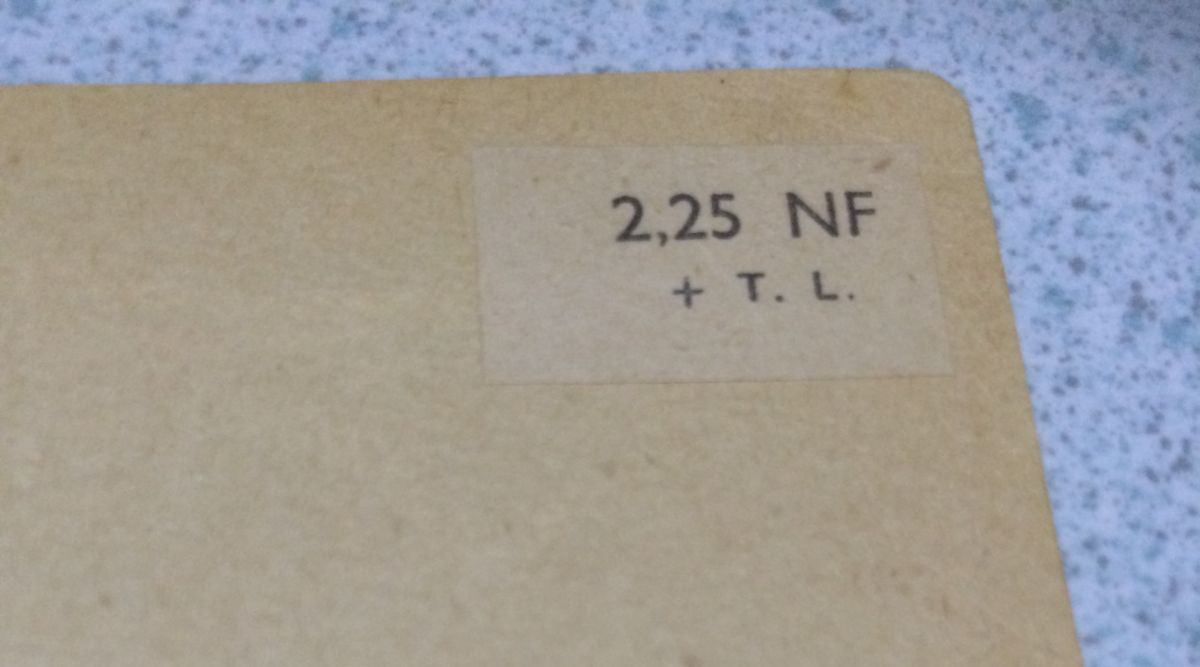 2,25 NF
+ T. L.